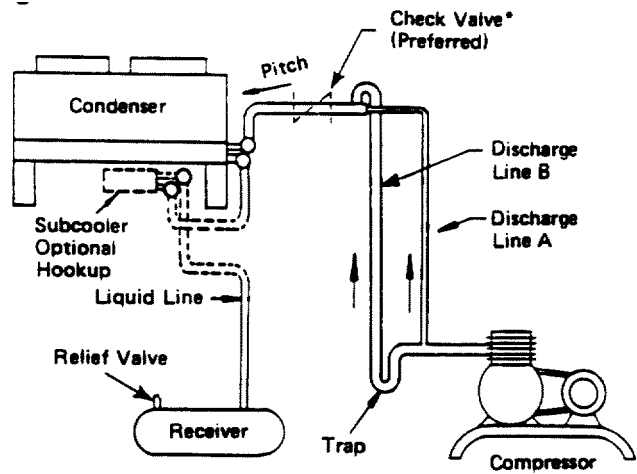 Check Valve*
(Preferred)
Pitch
Condenser
Discharge
Line B
Discharge
Line A
Subcooler
Optional
Hookup
Liquid Line
Relief Valve
Receiver
Trap
Compressor